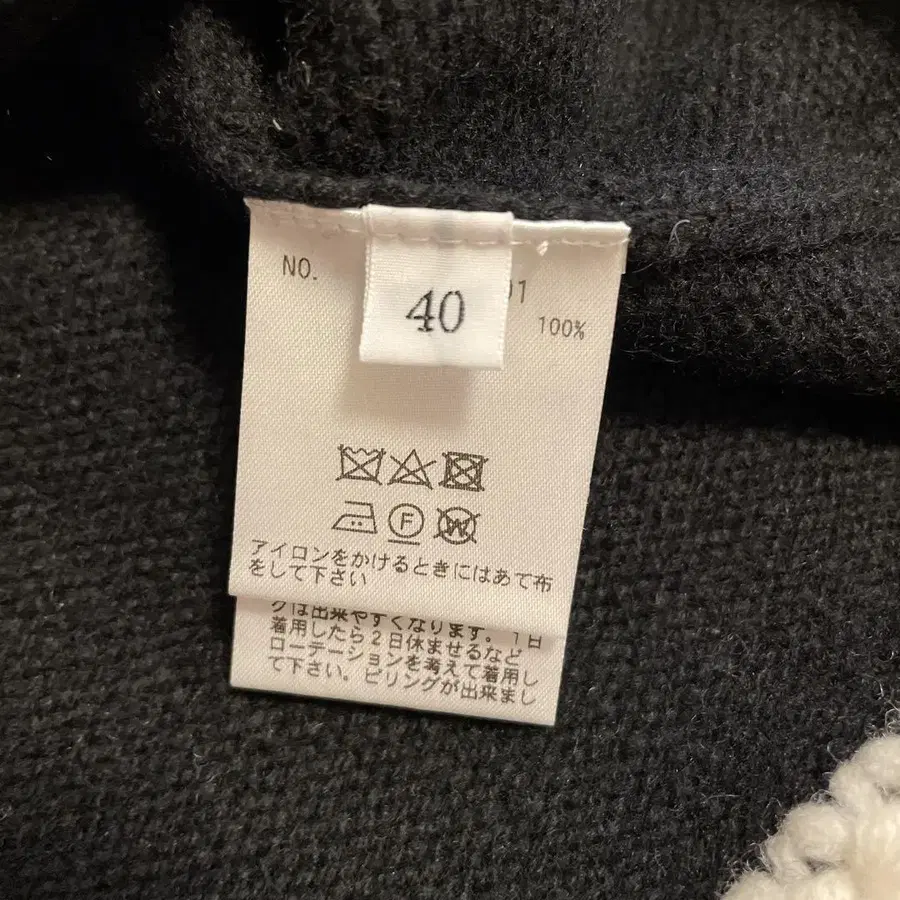 NO.
40
01
100%
F
W
アイロンをかけるときにはあて布
をして下さい
グは出来やすくなります。1日
着用したら2日休ませるなど
ローテーションを考えて着用し
て下さい。ピリングが出来まし